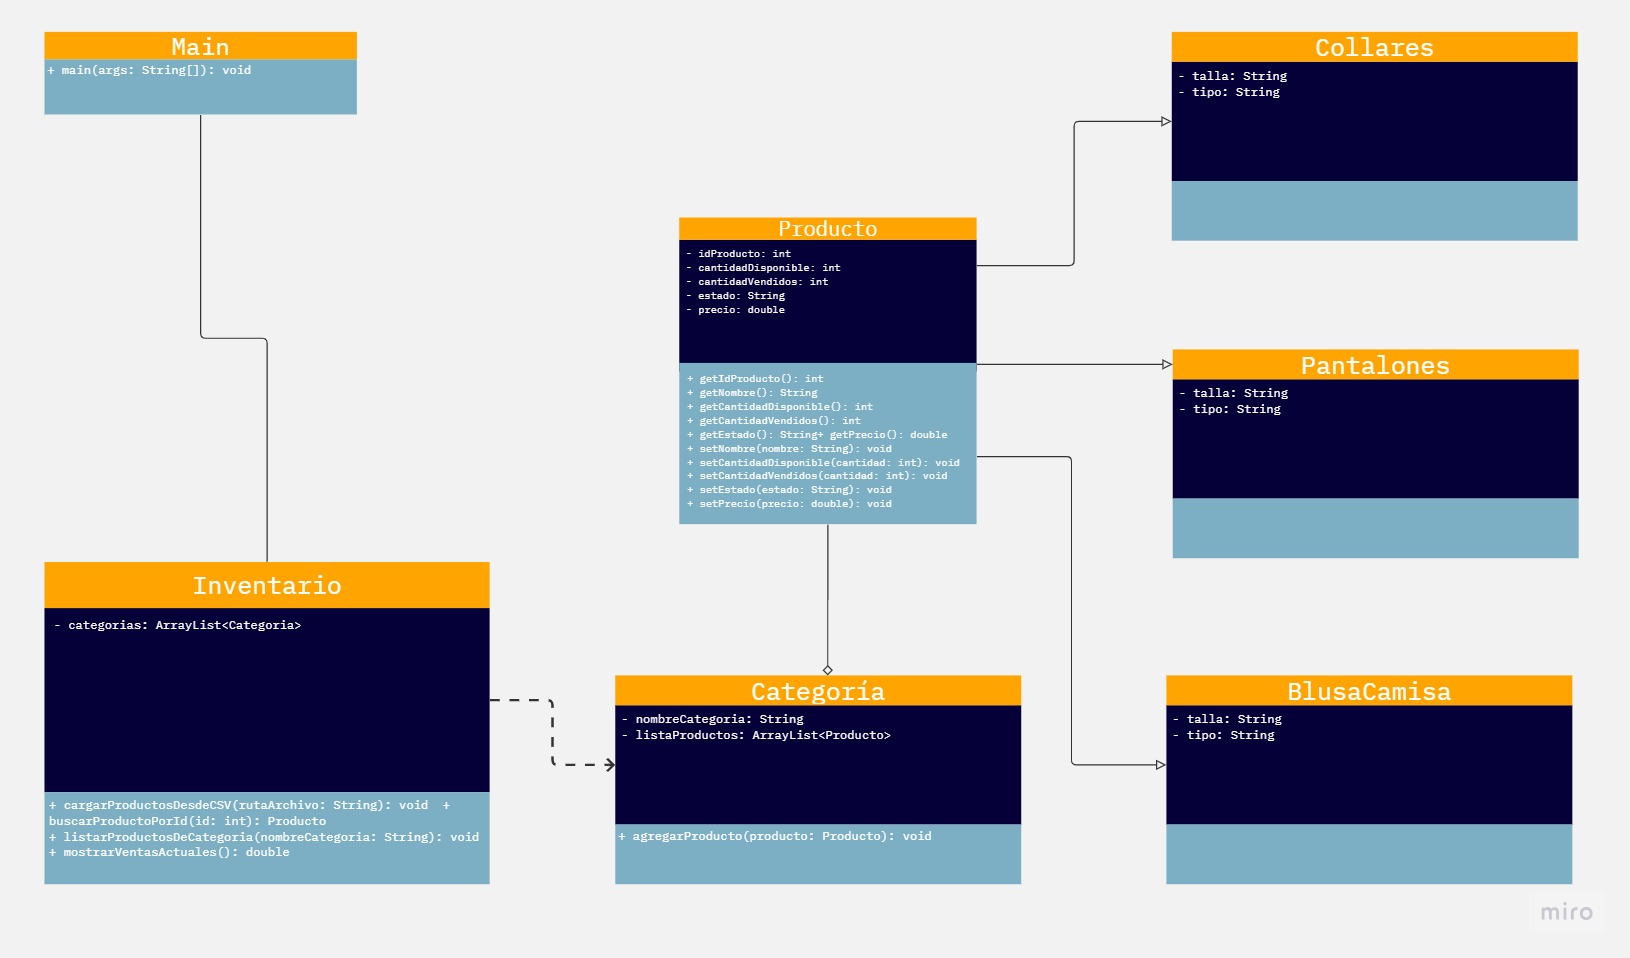 Main
+ main(args: String[]): void
Collares
- talla: String
- tipo: String
Producto
- idProducto: int
- cantidadDisponible: int
- cantidadVendidos: int
- estado: String
- precio: double
+ getIdProducto(): int
+ getNombre(): String
+ getCantidadDisponible(): int
+ getCantidadVendidos(): int
+ getEstado(): String+ getPrecio(): double
+ setNombre(nombre: String): void
+ setCantidadDisponible(cantidad: int): void
+ setCantidadVendidos(cantidad: int): void
+ setEstado(estado: String): void
+ setPrecio(precio: double): void
Pantalones
- talla: String
- tipo: String
Inventario
- categorias: ArrayList<Categoria>
+ cargarProductosDesdeCSV(rutaArchivo: String): void  +
buscarProductoPorId(id: int): Producto
+ listarProductosDeCategoria(nombreCategoria: String): void
+ mostrarVentasActuales(): double
Categoría
- nombreCategoria: String
- listaProductos: ArrayList<Producto>
+ agregarProducto(producto: Producto): void
BlusaCamisa
- talla: String
- tipo: String
miro